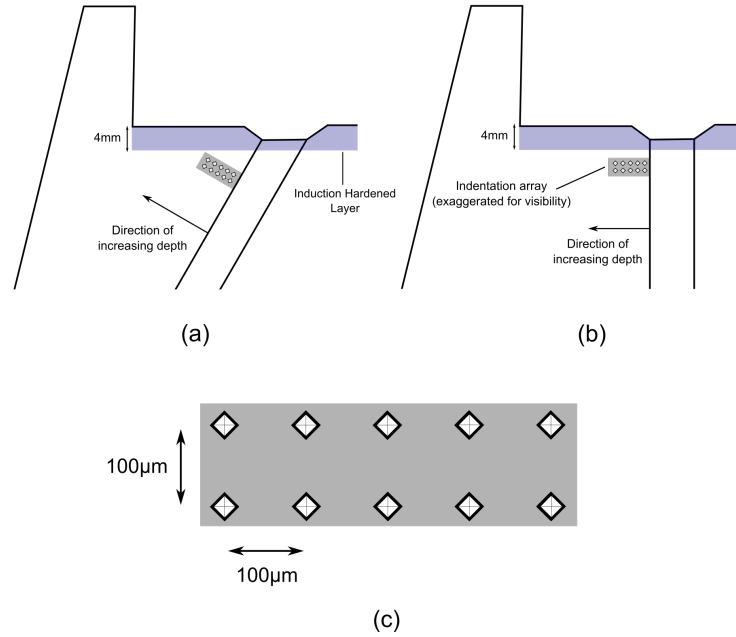 4mm
Induction Hardened
Layer
Direction of
increasing depth
(a)
4mm
Indentation array
(exaggerated for visibility)
Direction of
increasing depth
(b)
100μm
100μm
(c)